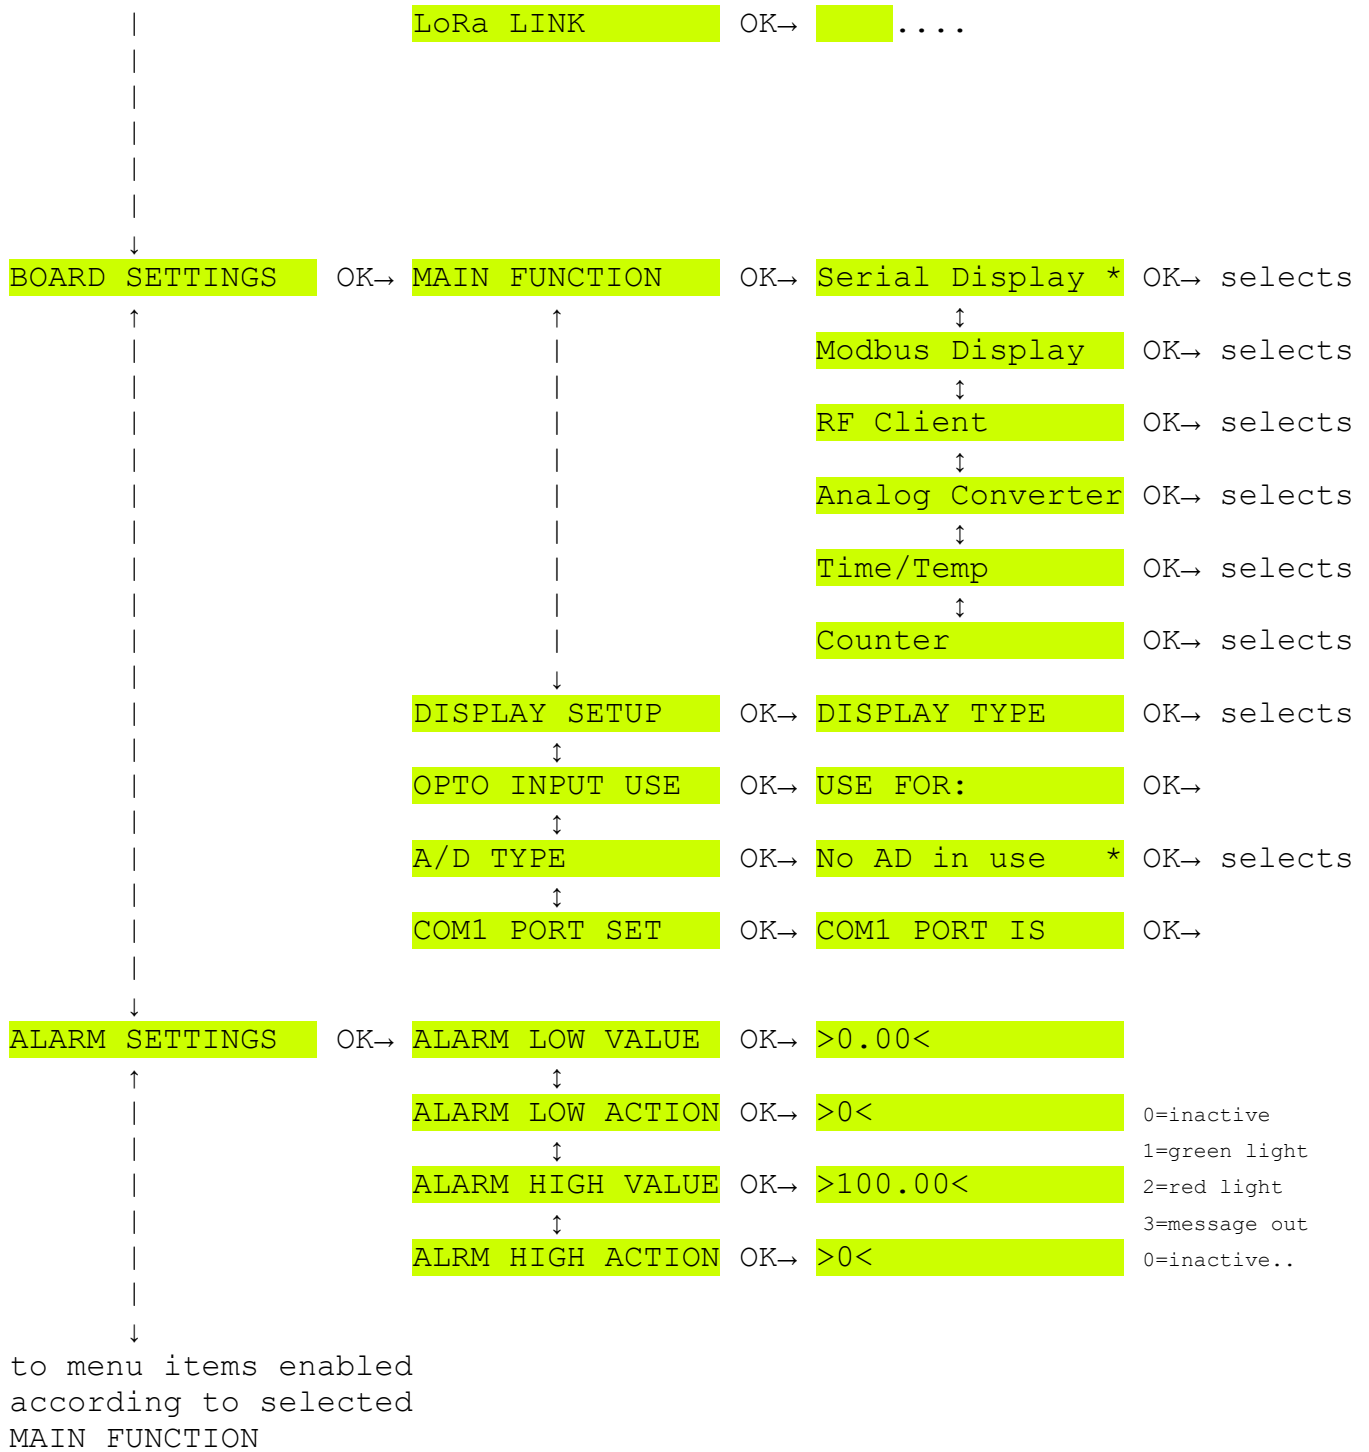 LoRa LINK OK→ ....
BOARD SETTINGS OK→ MAIN FUNCTION OK→ Serial Display * OK→ selects
Modbus Display OK→ selects
RF Client OK→ selects
Analog Converter OK→ selects
Time/Temp OK→ selects
Counter OK→ selects
DISPLAY SETUP OK→ DISPLAY TYPE OK→ selects
OPTO INPUT USE OK→ USE FOR: OK→
A/D TYPE OK→ No AD in use * OK→ selects
COM1 PORT SET OK→ COM1 PORT IS OK→
ALARM SETTINGS OK→ ALARM LOW VALUE OK→ >0.00<
ALARM LOW ACTION OK→ >0< 0=inactive
1=green light
ALARM HIGH VALUE OK→ >100.00< 2=red light
3=message out
ALRM HIGH ACTION OK→ >0< 0=inactive..
to menu items enabled
according to selected
MAIN FUNCTION